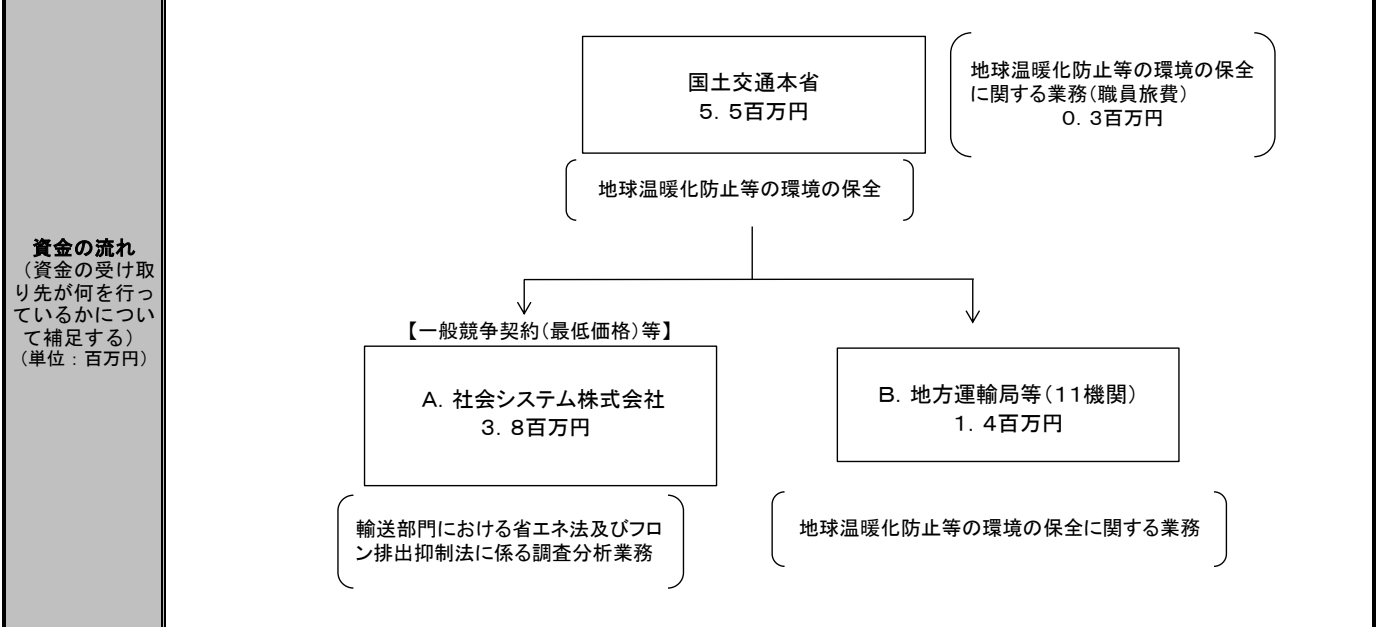 資金の流れ
（資金の受け取
り先が何を行っ
ているかについ
て補足する）
（単位：百万円）
国土交通本省
５．５百万円
地球温暖化防止等の環境の保全
に関する業務（職員旅費）
０．３百万円
地球温暖化防止等の環境の保全
【一般競争契約（最低価格）等】
Ａ．社会システム株式会社
３．８百万円
Ｂ．地方運輸局等（１１機関）
１．４百万円
輸送部門における省エネ法及びフロ
ン排出抑制法に係る調査分析業務
地球温暖化防止等の環境の保全に関する業務